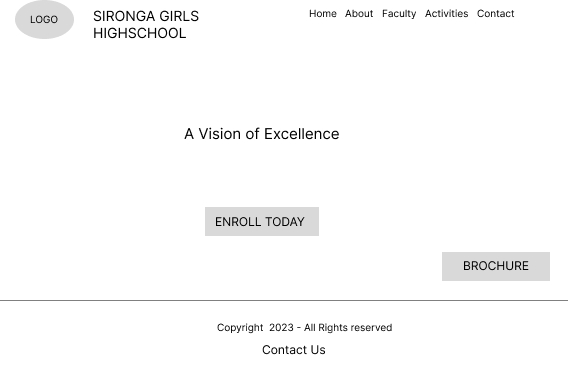 LOGO
SIRONGA GIRLS
HIGHSCHOOL
Home About Faculty Activities Contact
A Vision of Excellence
ENROLL TODAY
BROCHURE
Copyright  2023 - All Rights reserved
Contact Us